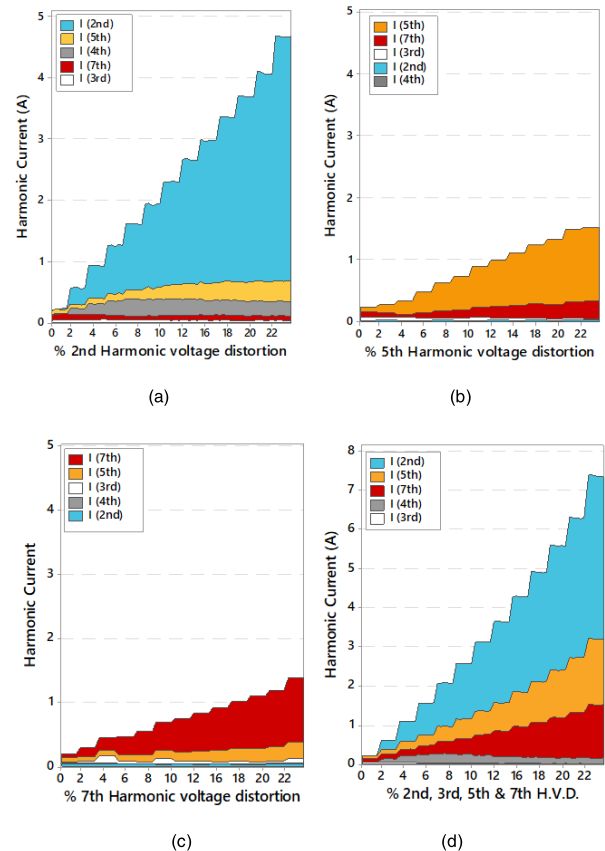 5
4
3
2
1
0
Harmonic Current (A)
I (2nd)
I (5th)
I (4th)
I (7th)
I (3rd)
0 2 4 6 8 10 12 14 16 18 20 22
% 2nd Harmonic voltage distortion
(a)
5
4
3
2
1
0
Harmonic Current (A)
I (5th)
I (7th)
I (3rd)
I (2nd)
I (4th)
0 2 4 6 8 10 12 14 16 18 20 22
% 5th Harmonic voltage distortion
(b)
5
4
3
2
1
0
Harmonic Current
I (7th)
I (5th)
I (3rd)
I (4th)
I (2nd)
0 2 4 6 8 10 12 14 16 18 20 22
% 7th Harmonic voltage distortion
(c)
8
7
6
5
4
3
2
1
0
Harmonic Current (A)
I (2nd)
I (5th)
I (7th)
I (4th)
I (3rd)
0 2 4 6 8 10 12 14 16 18 20 22
% 2nd, 3rd, 5th & 7th H.V.D.
(d)